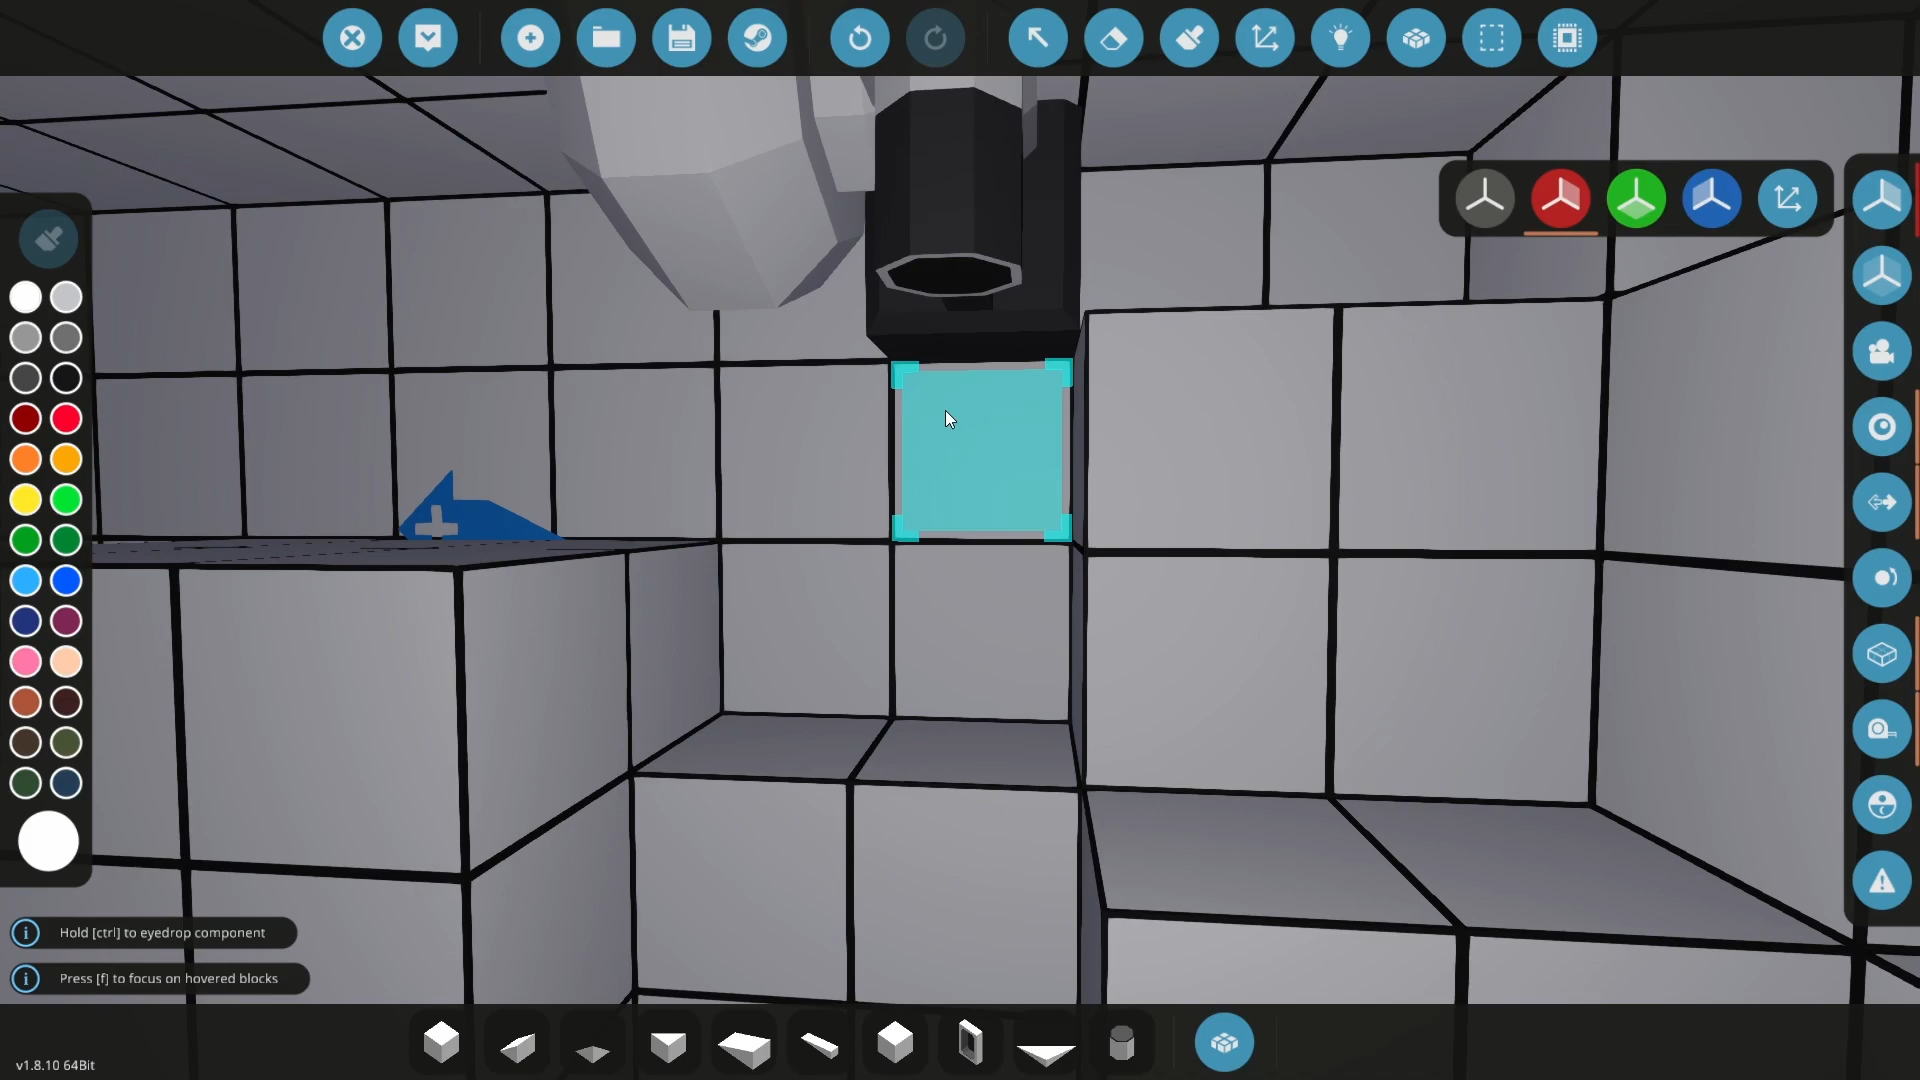 Hold [ctrl] to eyedrop component
Press [f] to focus on hovered blocks
v1.8.10 64Bit